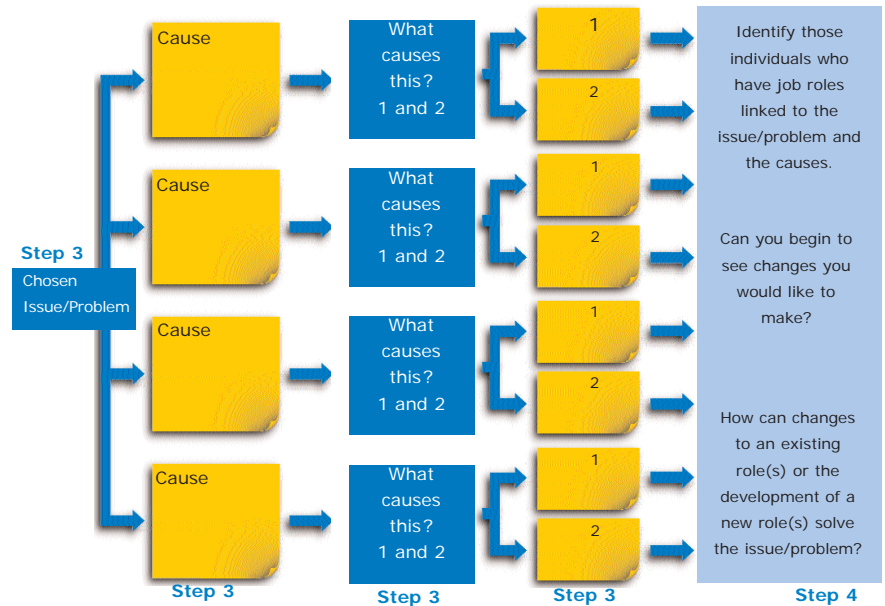 Step 3
Chosen
Issue/Problem
Cause
What
causes
this?
1 and 2
1
2
Cause
What
causes
this?
1 and 2
1
2
Cause
What
causes
this?
1 and 2
1
2
Cause
What
causes
this?
1 and 2
1
2
Identify those
individuals who
have job roles
linked to the
issue/problem and
the causes.
Can you begin to
see changes you
would like to
make?
How can changes
to an existing
role(s) or the
development of a
new role(s) solve
the issue/problem?
Step 3
Step 3
Step 3
Step 4